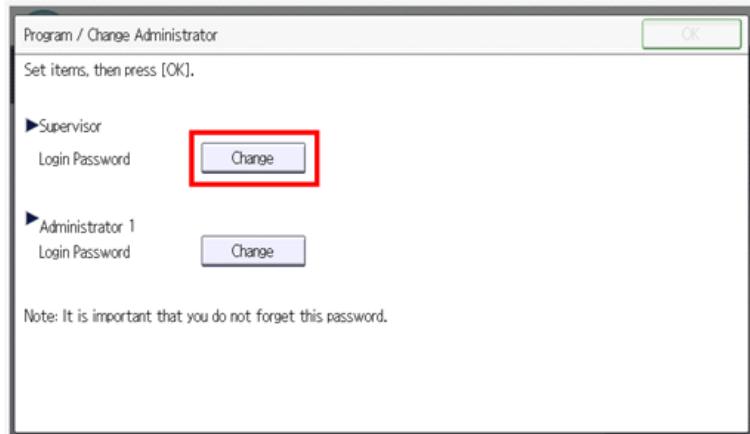 Program / Change Administrator
OK
Set items, then press [OK].
▶Supervisor
Login Password Change
▶Administrator 1
Login Password Change
Note: It is important that you do not forget this password.